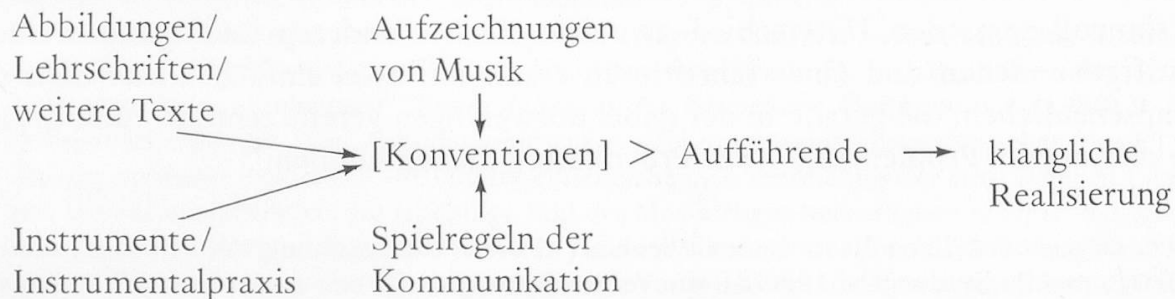 Abbildungen/
Lehrschriften/
weitere Texte
Aufzeichnungen
von Musik
[Konventionen] > Aufführende → klangliche
Realisierung
Instrumente/
Instrumentalpraxis
Spielregeln der
Kommunikation